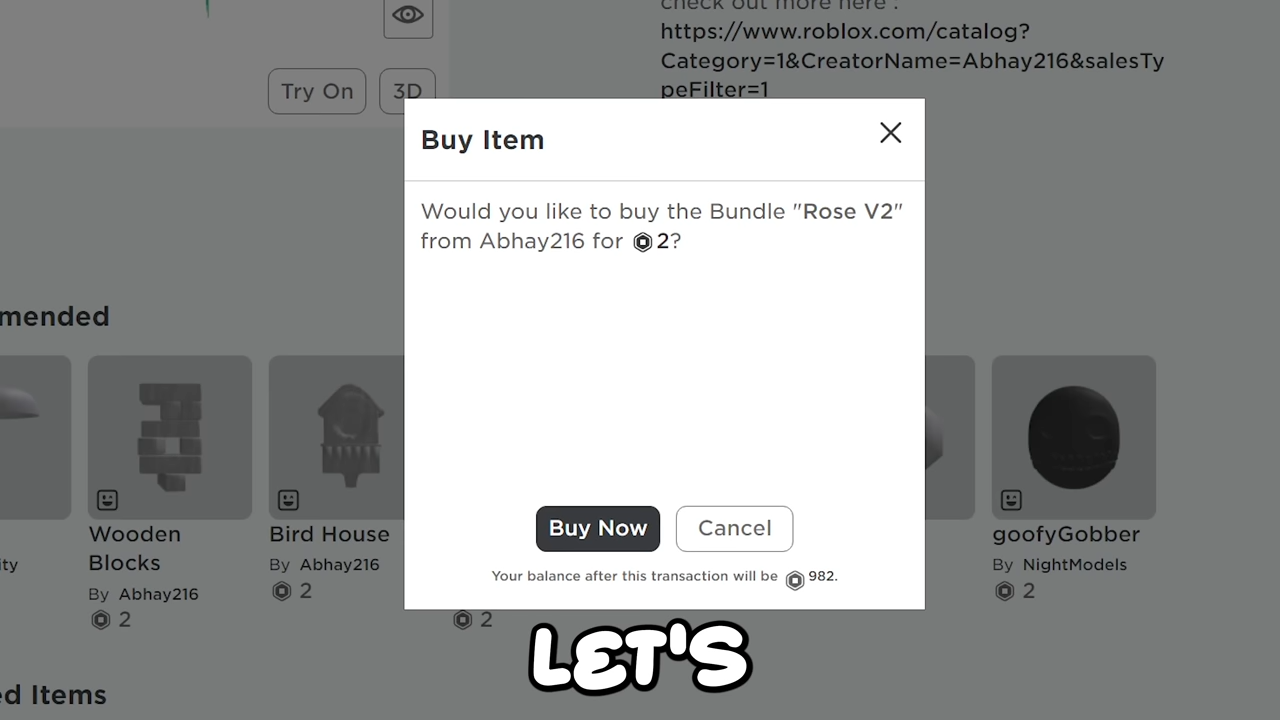 check out more here :
https://www.roblox.com/catalog?
Category=1&CreatorName=Abhay216&salesTy
peFilter=1
Try On
3D
Buy Item
Would you like to buy the Bundle "Rose V2"
from Abhay216 for 2?
Buy Now
Cancel
Your balance after this transaction will be 982.
mended
ity
Wooden
Blocks
By Abhay216
2
Bird House
By Abhay216
2
2
goofyGobber
By NightModels
2
LET'S
ed Items